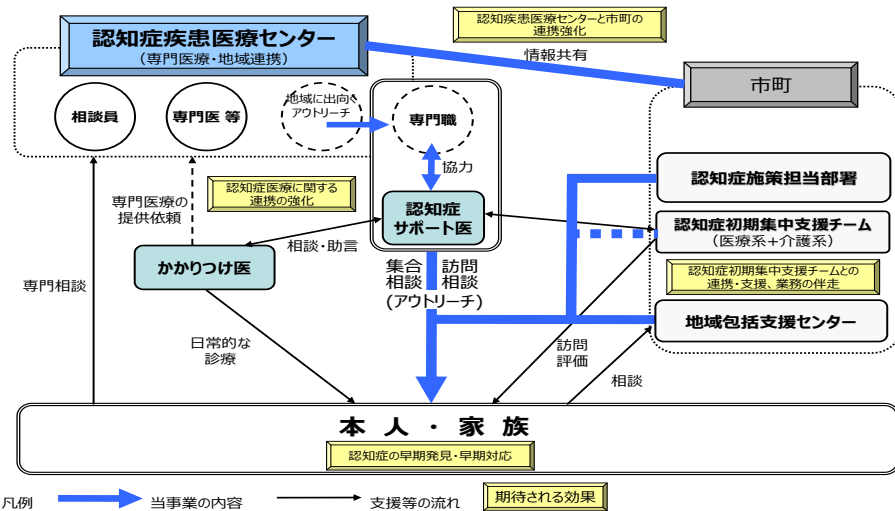 認知症疾患医療センターと市町の
連携強化
認知症疾患医療センター
(専門医療・地域連携)
情報共有
市町
相談員
専門医 等
地域に出向く
アウトリーチ
専門職
協力
認知症施策担当部署
専門医療の
提供依頼
認知症医療に関する
連携の強化
認知症
サポート医
認知症初期集中支援チーム
(医療系+介護系)
相談・助言
かかりつけ医
専門相談
集合 訪問
相談 相談
(アウトリーチ)
認知症初期集中支援チームとの
連携・支援、業務の伴走
地域包括支援センター
日常的な
診療
訪問
評価
相談
本 人 ・ 家 族
認知症の早期発見・早期対応
凡例
当事業の内容
支援等の流れ
期待される効果